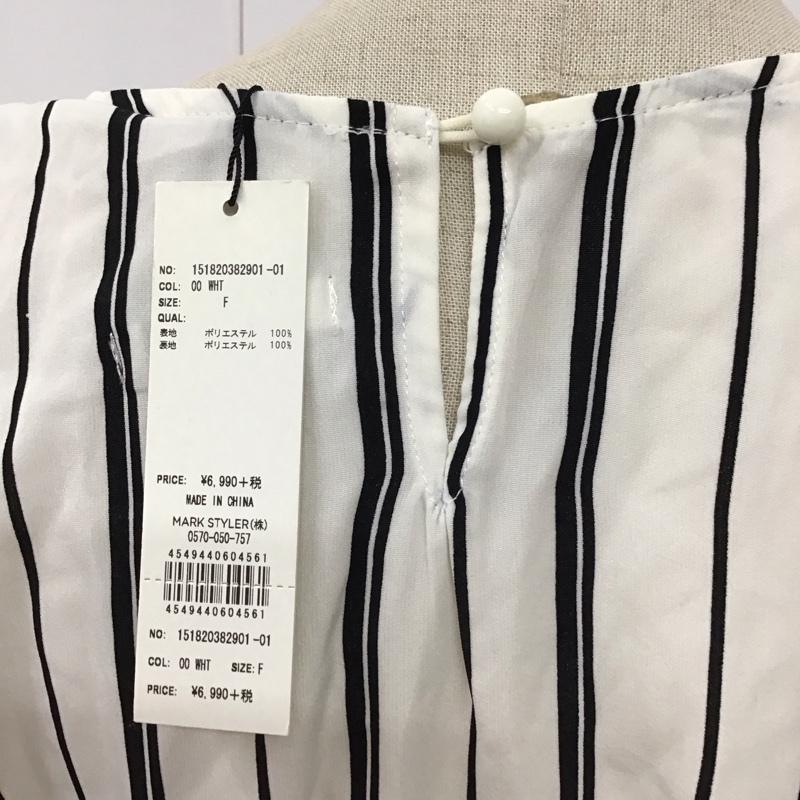 NO: 151820382901-01
COL: 00 WHT
SIZE: F
QUAL:
表地 ポリエステル 100%
裏地 ポリエステル 100%
PRICE: ¥6,990+税
MADE IN CHINA
MARK STYLER(株)
0570-050-757
4549440604561
4549440604561
NO: 151820382901-01
COL: 00 WHT SIZE: F
PRICE: ¥6,990+税